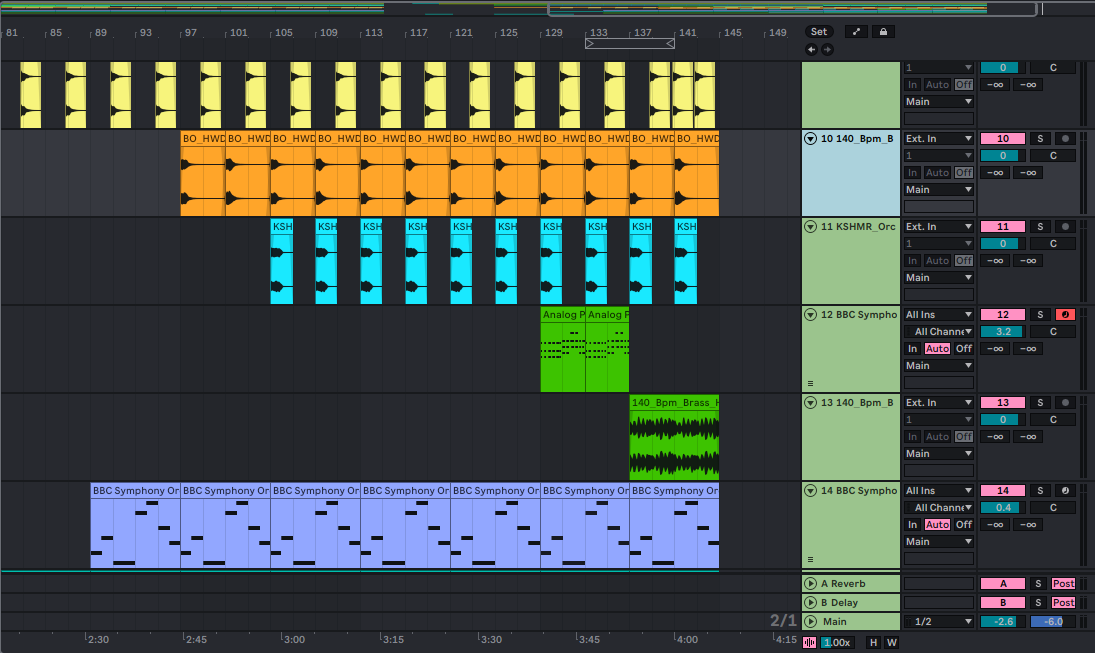 81 85 89 93 97 101 105 109 113 117 121 125 129 133 137 141 145 149 Set
1 0 C
In Auto Off -∞ -∞
Main
BO_HWD BO_HWD BO_HWD BO_HWD BO_HWD BO_HWD BO_HWD BO_HWD BO_HWD BO_HWD BO_HWD BO_HWD 10 140_Bpm_B Ext. In 10 S
1 0 C
In Auto Off -∞ -∞
Main
KSH KSH KSH KSH KSH KSH KSH KSH KSH KSH 11 KSHMR_Orc Ext. In 11 S
1 0 C
In Auto Off -∞ -∞
Main
Analog P Analog P 12 BBC Sympho All Ins 12 S
All Channe 3.2 C
In Auto Off -∞ -∞
Main
140_Bpm_Brass_H 13 140_Bpm_B Ext. In 13 S
1 0 C
In Auto Off -∞ -∞
Main
BBC Symphony Or BBC Symphony Or BBC Symphony Or BBC Symphony Or BBC Symphony Or BBC Symphony Or BBC Symphony Or 14 BBC Sympho All Ins 14 S
All Channe 0.4 C
In Auto Off -∞ -∞
Main
A Reverb A S Post
B Delay B S Post
2/1 Main 1/2 -2.6 -6.0
2:30 2:45 3:00 3:15 3:30 3:45 4:00 4:15 1.00x H W